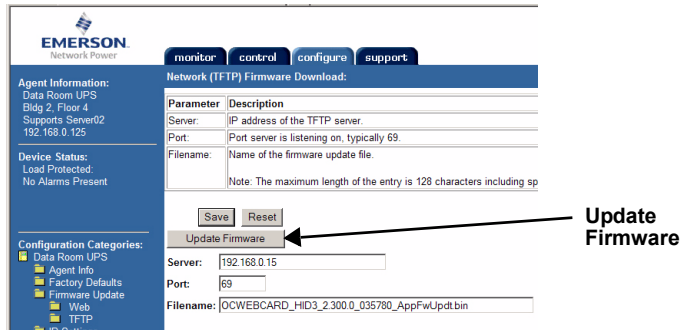 EMERSON.
Network Power
monitor control configure support
Agent Information:
Data Room UPS
Bldg 2, Floor 4
Supports Server02
192.168.0.125
Device Status:
Load Protected:
No Alarms Present
Configuration Categories:
Data Room UPS
Agent Info
Factory Defaults
Firmware Update
Web
TFTP
Network (TFTP) Firmware Download:
Parameter Description
Server: IP address of the TFTP server.
Port: Port server is listening on, typically 69.
Filename: Name of the firmware update file.
Note: The maximum length of the entry is 128 characters including sp
Save Reset
Update Firmware
Server: 192.168.0.15
Port: 69
Filename: OCWEBCARD_HID3_2.300.0_035780_AppFwUpdt.bin
Update
Firmware